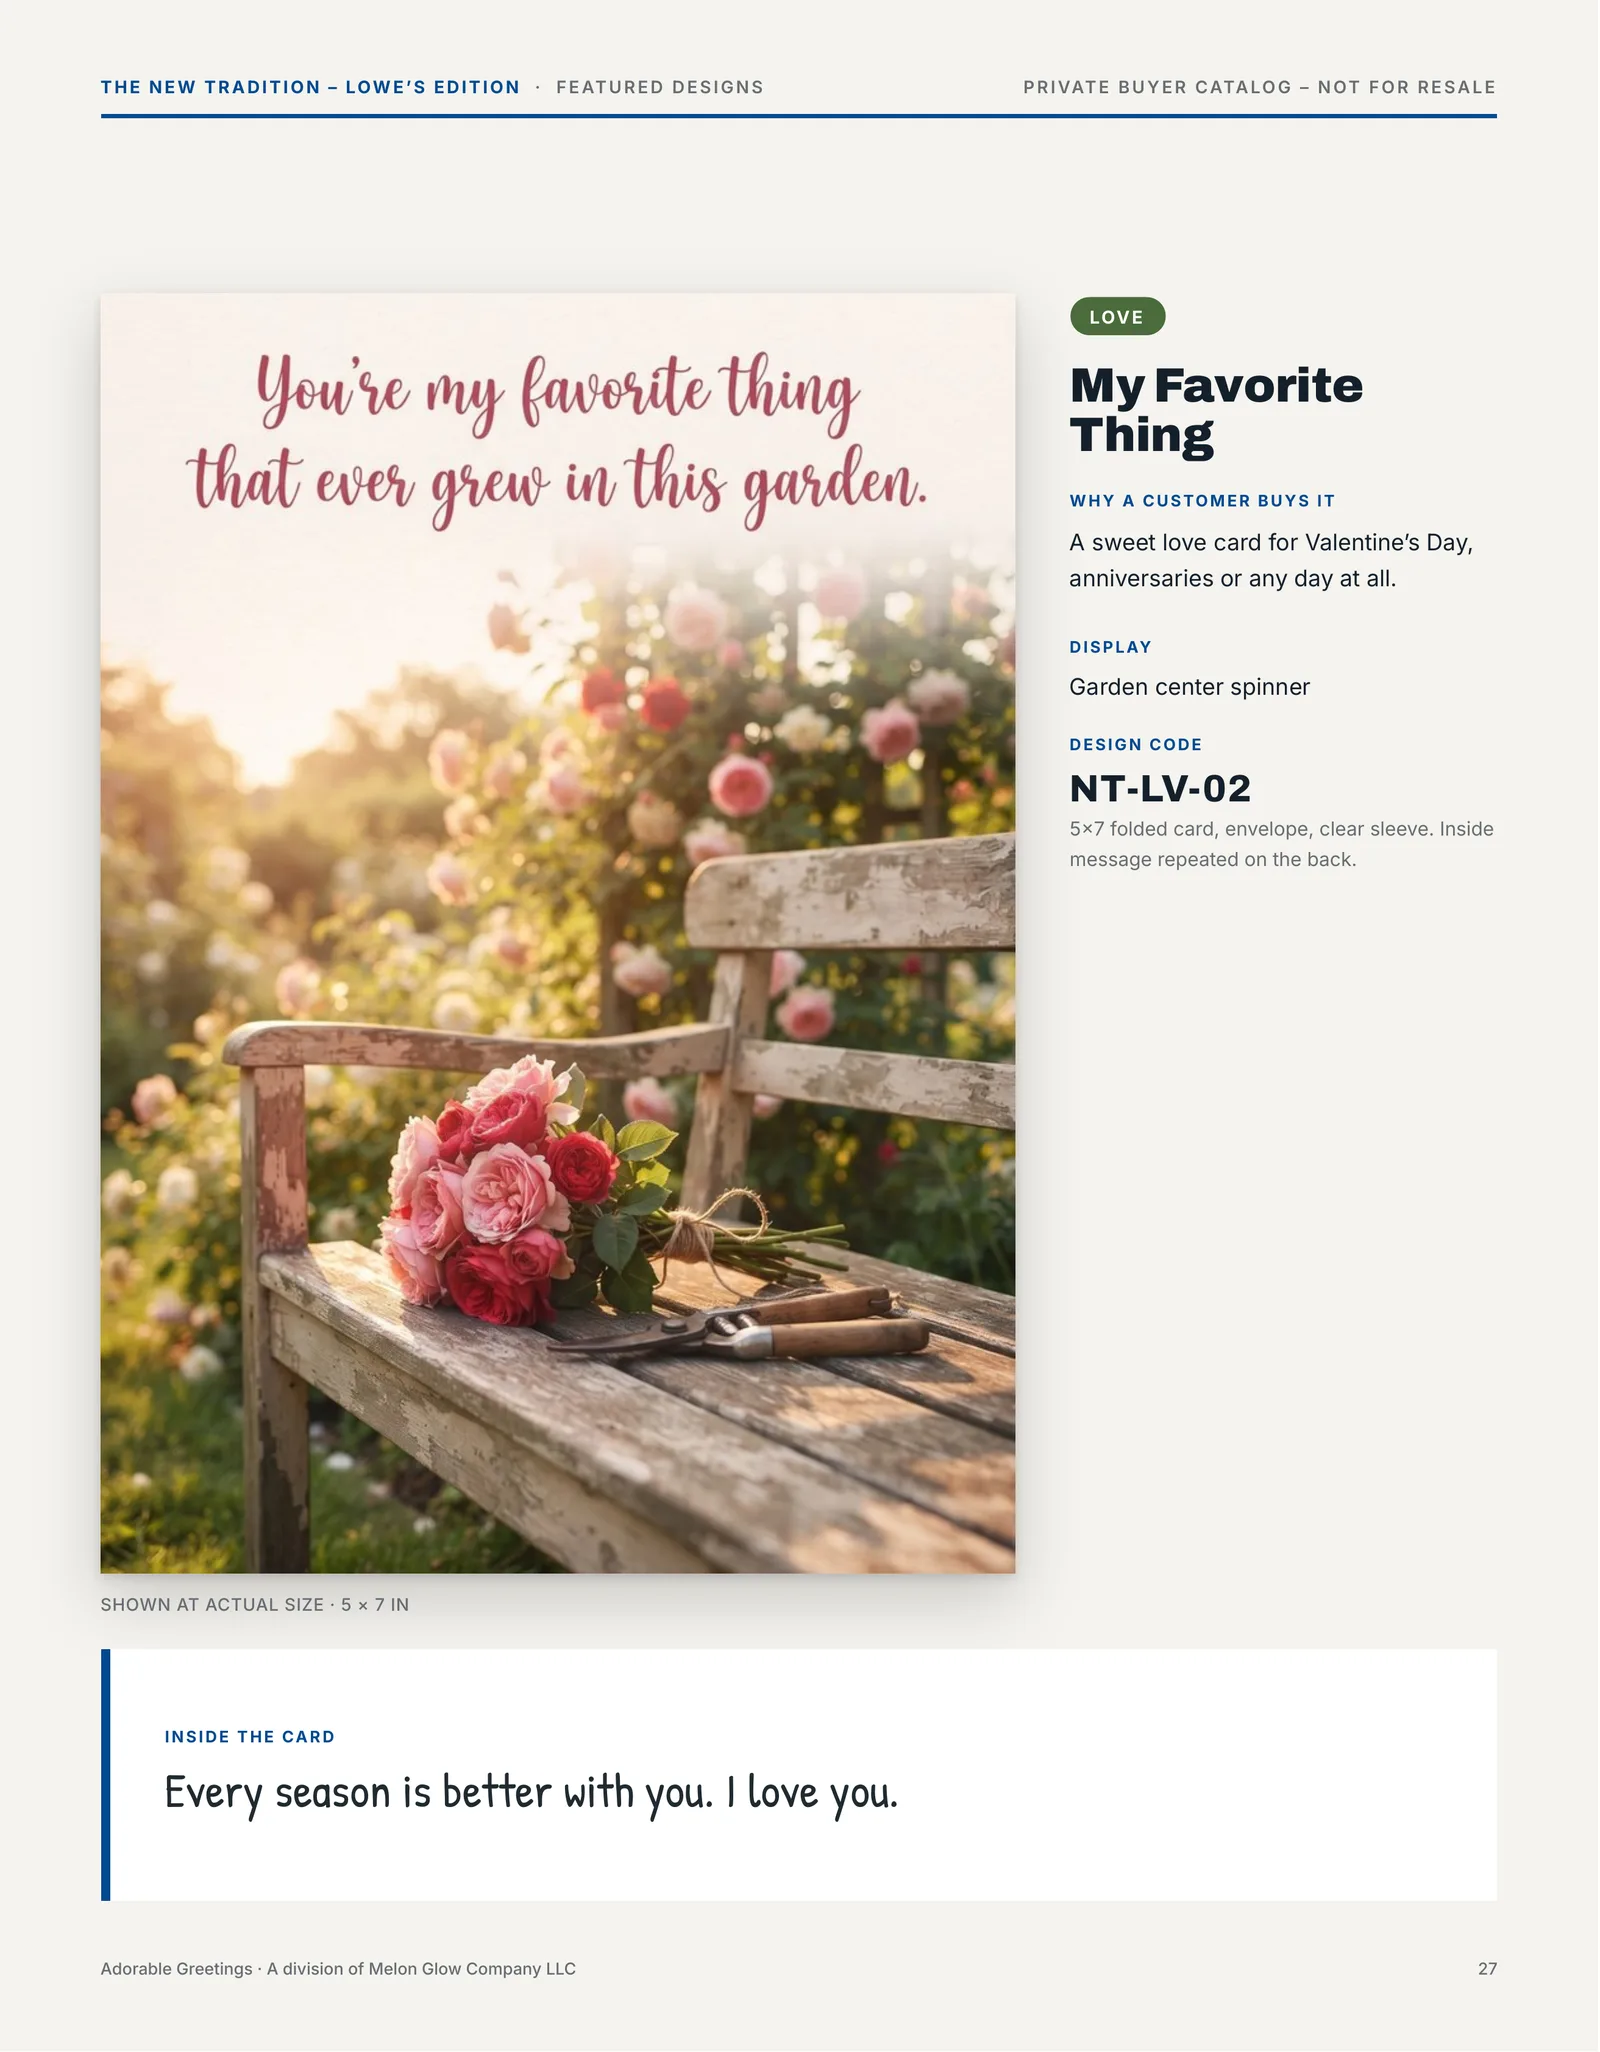 THE NEW TRADITION – LOWE’S EDITION · FEATURED DESIGNS
PRIVATE BUYER CATALOG – NOT FOR RESALE
You’re my favorite thing
that ever grew in this garden.
LOVE
My Favorite
Thing
WHY A CUSTOMER BUYS IT
A sweet love card for Valentine’s Day,
anniversaries or any day at all.
DISPLAY
Garden center spinner
DESIGN CODE
NT-LV-02
5×7 folded card, envelope, clear sleeve. Inside
message repeated on the back.
SHOWN AT ACTUAL SIZE · 5 × 7 IN
INSIDE THE CARD
Every season is better with you. I love you.
Adorable Greetings · A division of Melon Glow Company LLC
27